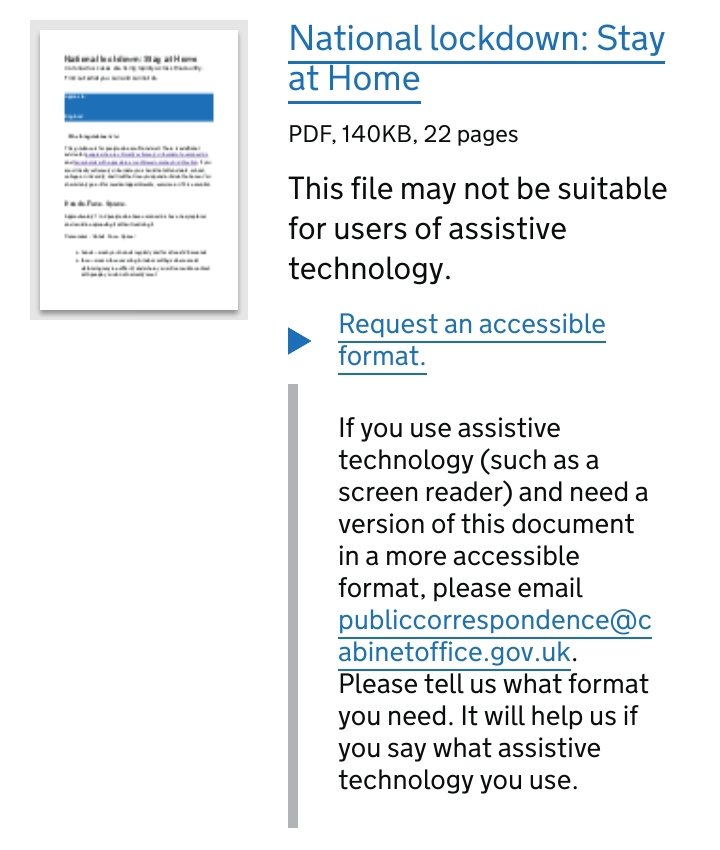 National lockdown: Stay at Home
National lockdown: Stay
at Home
PDF, 140KB, 22 pages
This file may not be suitable
for users of assistive
technology.
Request an accessible
format.
If you use assistive
technology (such as a
screen reader) and need a
version of this document
in a more accessible
format, please email
publiccorrespondence@c
abinetoffice.gov.uk.
Please tell us what format
you need. It will help us if
you say what assistive
technology you use.